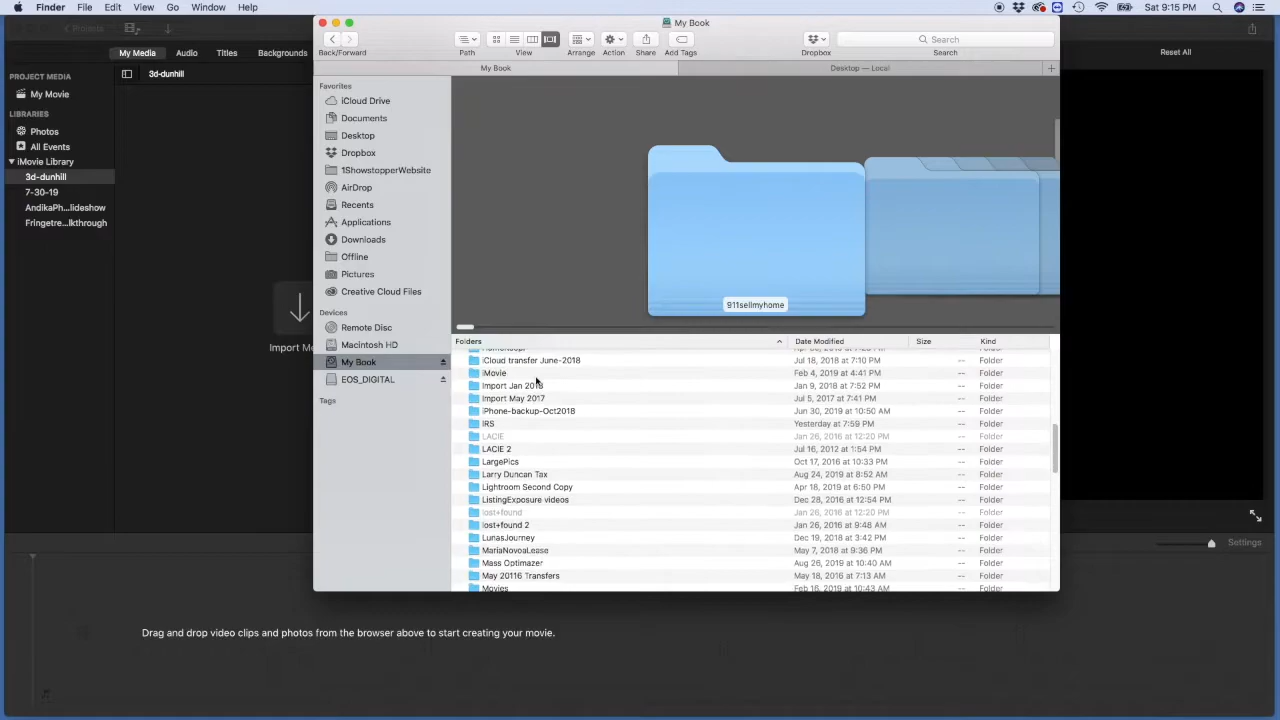 Finder File Edit View Go Window Help
Sat 9:15 PM
Projects
My Book
Back/Forward Path View Arrange Action Share Add Tags Dropbox Search
Search
My Media Audio Titles Backgrounds
Reset All
My Book Desktop — Local
PROJECT MEDIA
My Movie
LIBRARIES
Photos
All Events
iMovie Library
3d-dunhill
7-30-19
AndikaPh...lideshow
Fringetre...lkthrough
3d-dunhill
Favorites
iCloud Drive
Documents
Desktop
Dropbox
1ShowstopperWebsite
AirDrop
Recents
Applications
Downloads
Offline
Pictures
Creative Cloud Files
Devices
Remote Disc
Macintosh HD
My Book
EOS_DIGITAL
Tags
911sellmyhome
Folders Date Modified Size Kind
iCloud transfer June-2018 Jul 18, 2018 at 7:10 PM -- Folder
iMovie Feb 4, 2019 at 4:41 PM -- Folder
Import Jan 2018 Jan 9, 2018 at 7:52 PM -- Folder
Import May 2017 Jul 5, 2017 at 7:41 PM -- Folder
iPhone-backup-Oct2018 Jun 30, 2019 at 10:50 AM -- Folder
IRS Yesterday at 7:59 PM -- Folder
LACIE Jan 26, 2016 at 12:20 PM -- Folder
LACIE 2 Jul 16, 2012 at 1:54 PM -- Folder
LargePics Oct 17, 2016 at 10:33 PM -- Folder
Larry Duncan Tax Aug 24, 2019 at 8:52 AM -- Folder
Lightroom Second Copy Apr 18, 2019 at 6:50 PM -- Folder
ListingExposure videos Dec 28, 2016 at 12:54 PM -- Folder
lost+found Jan 26, 2016 at 12:20 PM -- Folder
lost+found 2 Jan 26, 2016 at 9:48 AM -- Folder
LunasJourney Dec 19, 2018 at 3:42 PM -- Folder
MariaNovoaLease May 7, 2018 at 9:36 PM -- Folder
Mass Optimazer Aug 26, 2019 at 10:40 AM -- Folder
May 20116 Transfers May 18, 2016 at 7:13 AM -- Folder
Movies Feb 16, 2019 at 10:43 AM -- Folder
Import Me
Settings
Drag and drop video clips and photos from the browser above to start creating your movie.